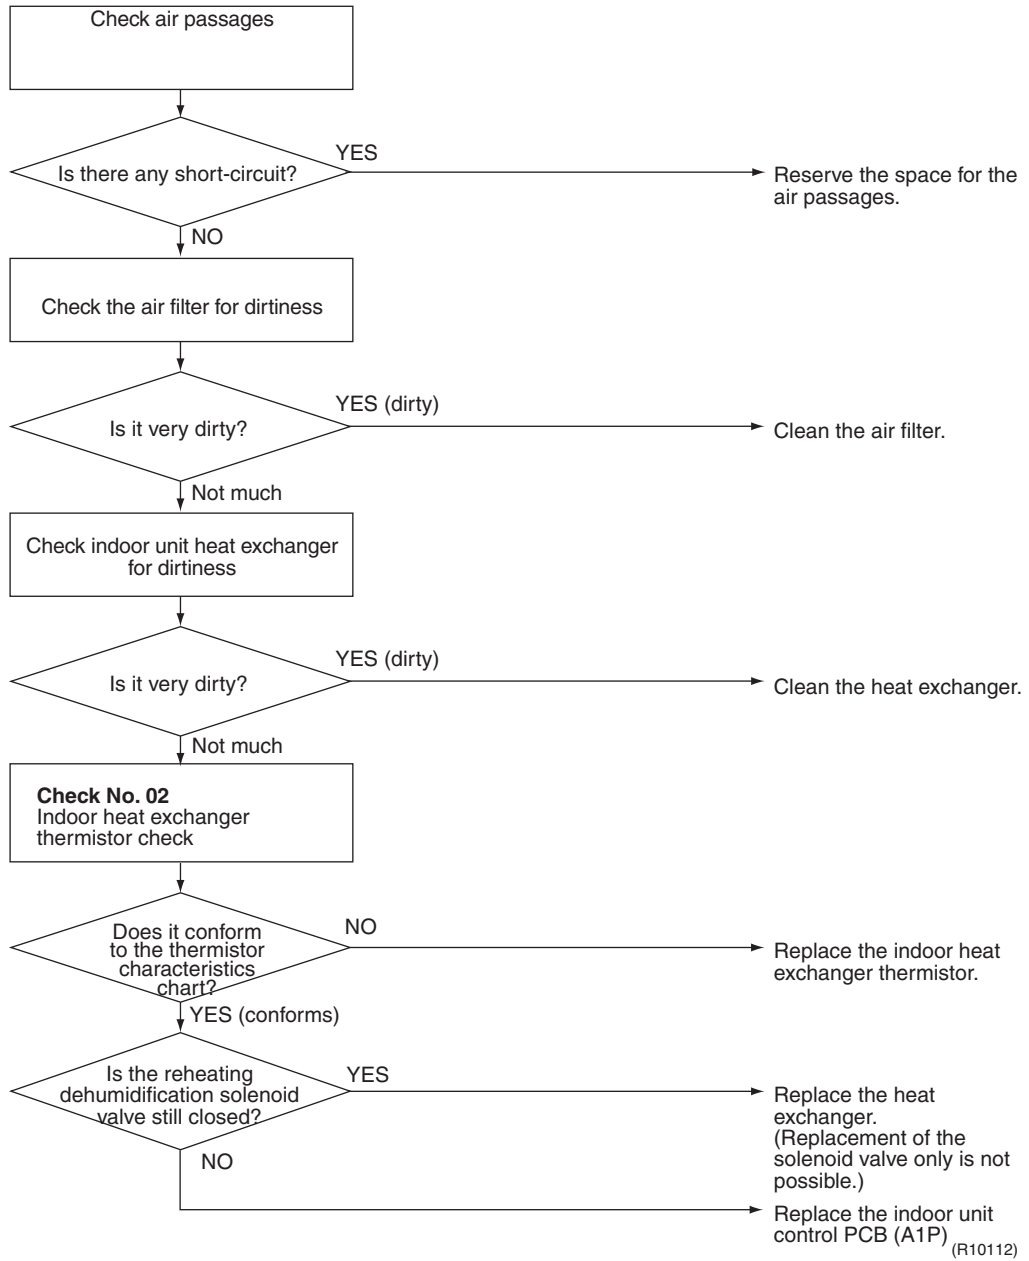 Check air passages
Is there any short-circuit?
YES
Reserve the space for the
air passages.
NO
Check the air filter for dirtiness
Is it very dirty?
YES (dirty)
Clean the air filter.
Not much
Check indoor unit heat exchanger
for dirtiness
Is it very dirty?
YES (dirty)
Clean the heat exchanger.
Not much
Check No. 02
Indoor heat exchanger
thermistor check
Does it conform
to the thermistor
characteristics
chart?
NO
Replace the indoor heat
exchanger thermistor.
YES (conforms)
Is the reheating
dehumidification solenoid
valve still closed?
YES
Replace the heat
exchanger.
(Replacement of the
solenoid valve only is not
possible.)
NO
Replace the indoor unit
control PCB (A1P)
(R10112)